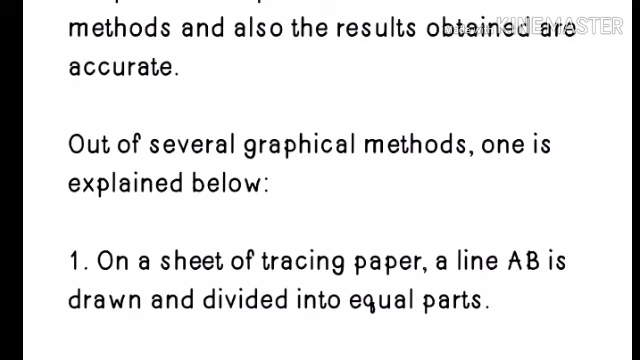 methods and also the results obtained are
accurate.
Out of several graphical methods, one is
explained below:
1. On a sheet of tracing paper, a line AB is
drawn and divided into equal parts.
KINEMASTER